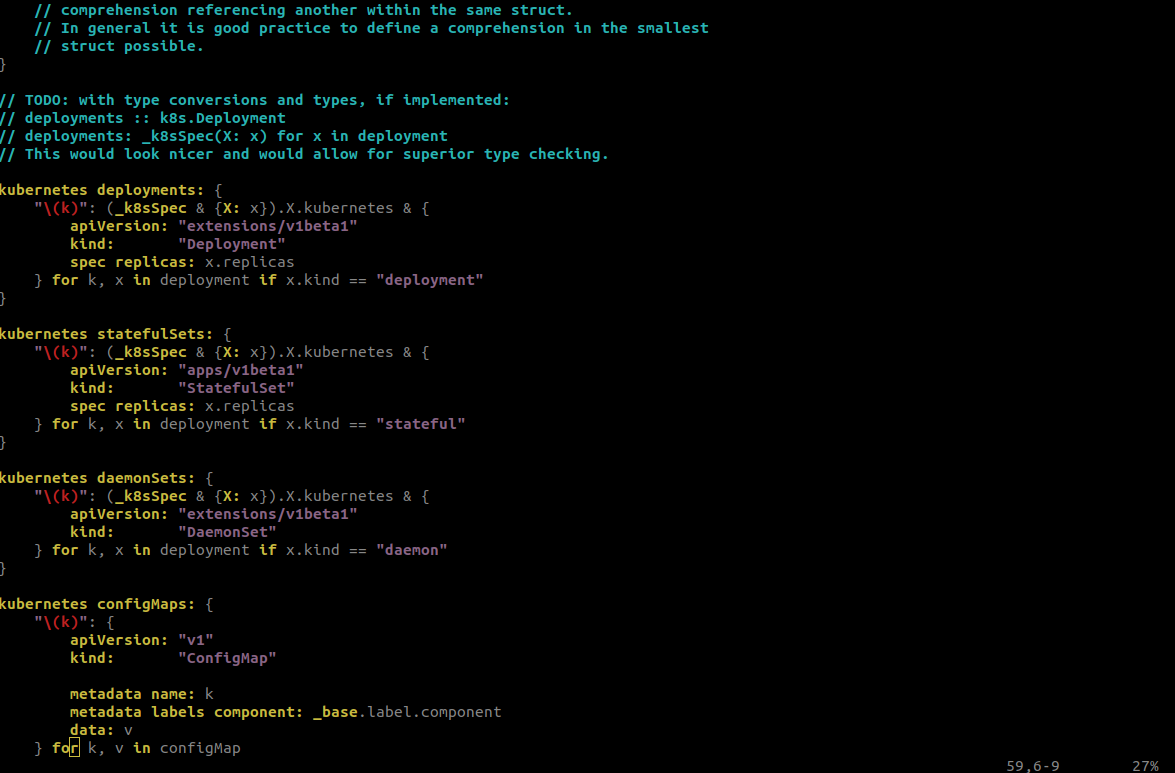 // comprehension referencing another within the same struct.
    // In general it is good practice to define a comprehension in the smallest
    // struct possible.
}

// TODO: with type conversions and types, if implemented:
// deployments :: k8s.Deployment
// deployments: _k8sSpec(X: x) for x in deployment
// This would look nicer and would allow for superior type checking.

kubernetes deployments: {
    "\(k)": (_k8sSpec & {X: x}).X.kubernetes & {
        apiVersion: "extensions/v1beta1"
        kind:       "Deployment"
        spec replicas: x.replicas
    } for k, x in deployment if x.kind == "deployment"
}

kubernetes statefulSets: {
    "\(k)": (_k8sSpec & {X: x}).X.kubernetes & {
        apiVersion: "apps/v1beta1"
        kind:       "StatefulSet"
        spec replicas: x.replicas
    } for k, x in deployment if x.kind == "stateful"
}

kubernetes daemonSets: {
    "\(k)": (_k8sSpec & {X: x}).X.kubernetes & {
        apiVersion: "extensions/v1beta1"
        kind:       "DaemonSet"
    } for k, x in deployment if x.kind == "daemon"
}

kubernetes configMaps: {
    "\(k)": {
        apiVersion: "v1"
        kind:       "ConfigMap"

        metadata name: k
        metadata labels component: _base.label.component
        data: v
    } for k, v in configMap
59,6-9        27%